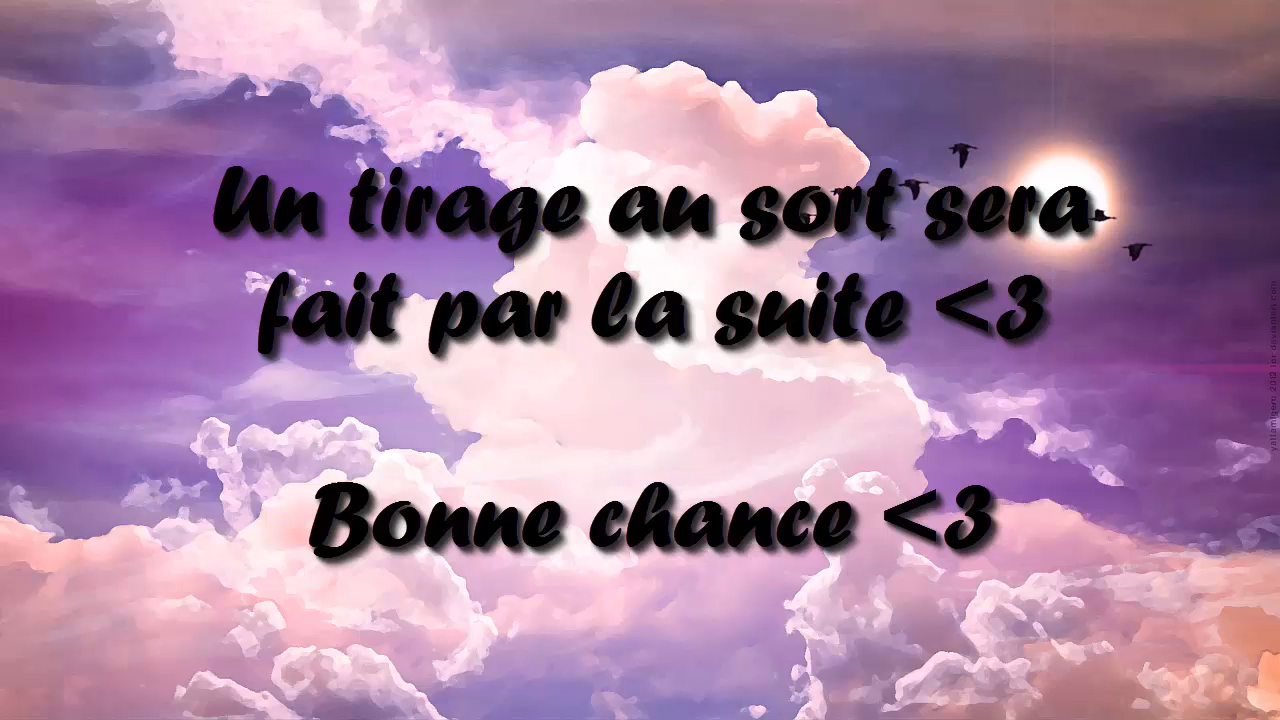 Un tirage au sort sera
fait par la suite <3
Bonne chance <3